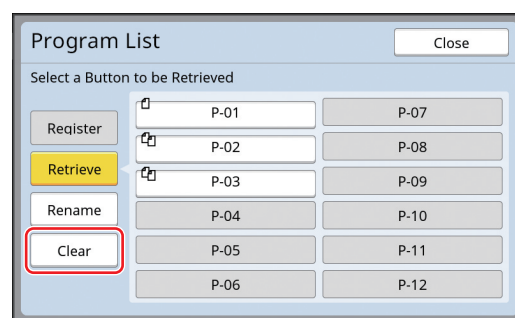 Program List
Close
Select a Button to be Retrieved
Register
Retrieve
Rename
Clear
P-01
P-02
P-03
P-04
P-05
P-06
P-07
P-08
P-09
P-10
P-11
P-12